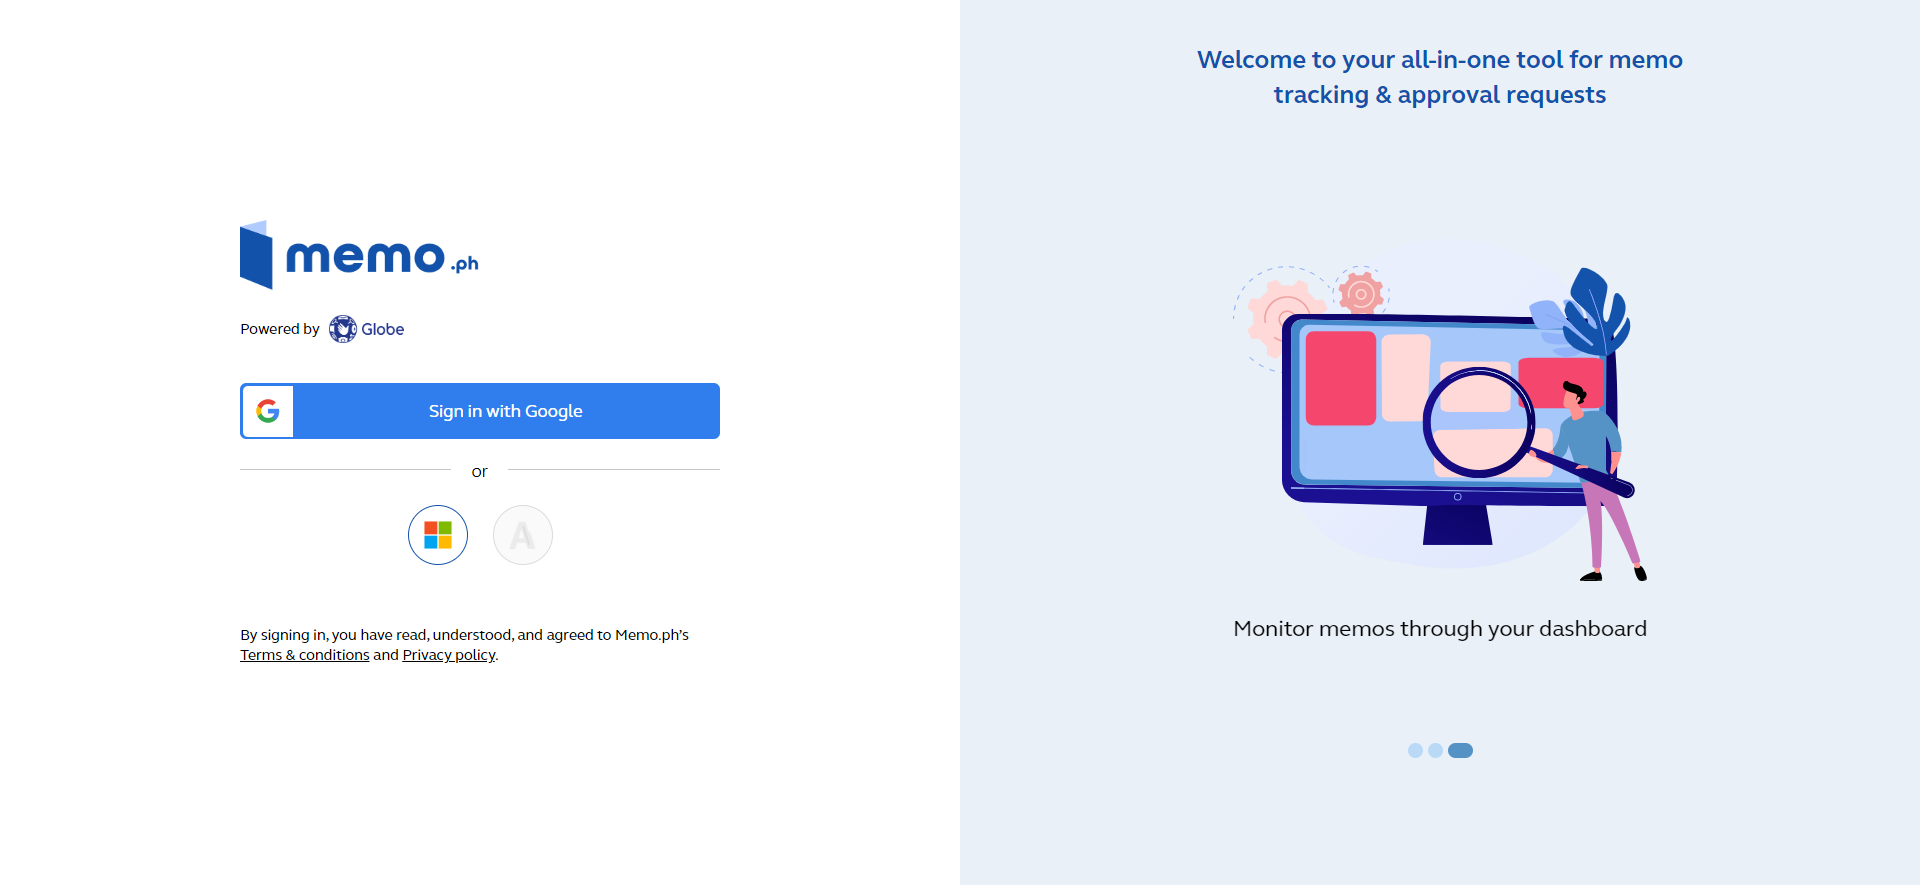 memo.ph
Powered by Globe
Sign in with Google
or
A
By signing in, you have read, understood, and agreed to Memo.ph's
Terms & conditions and Privacy policy.
Welcome to your all-in-one tool for memo
tracking & approval requests
Monitor memos through your dashboard